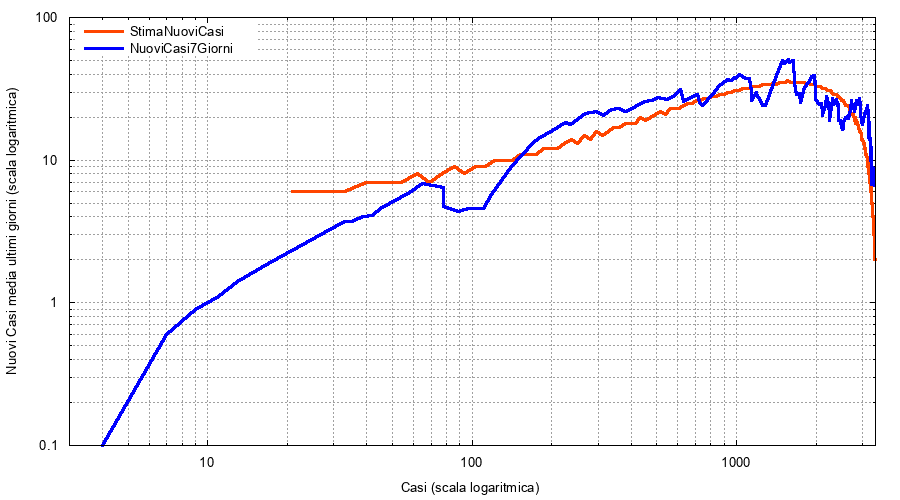 100
StimaNuoviCasi
NuoviCasi7Giorni
10
1
0.1
Nuovi Casi media ultimi giorni (scala logaritmica)
10 100 1000
Casi (scala logaritmica)